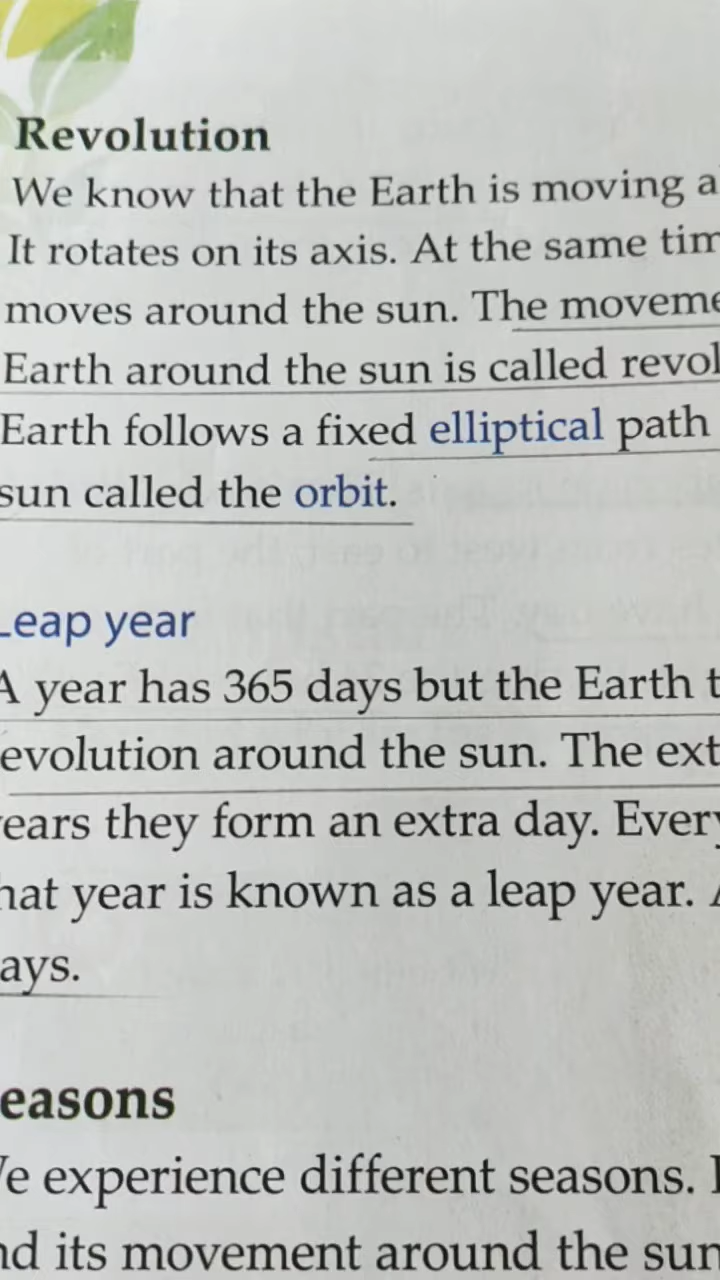 Revolution
We know that the Earth is moving a
It rotates on its axis. At the same tim
moves around the sun. The moveme
Earth around the sun is called revol
Earth follows a fixed elliptical path
sun called the orbit.
Leap year
A year has 365 days but the Earth t
evolution around the sun. The ext
ears they form an extra day. Every
hat year is known as a leap year. A
ays.
easons
e experience different seasons.
nd its movement around the sun